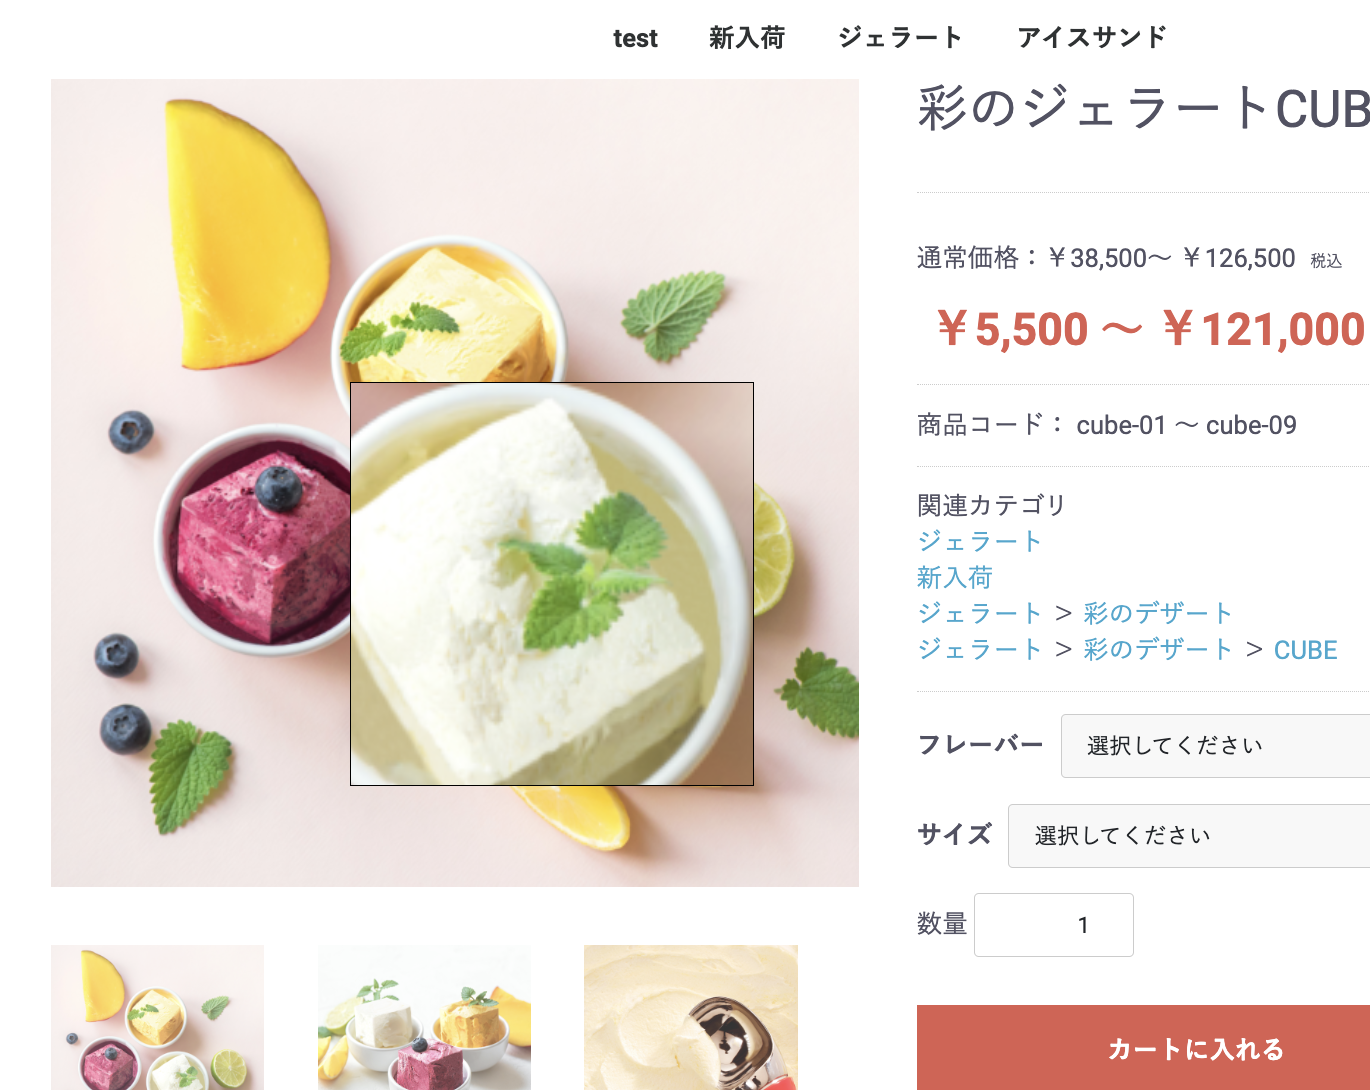 test 新入荷 ジェラート アイスサンド
彩のジェラートCUB
通常価格：￥38,500～ ￥126,500 税込
￥5,500 ～ ￥121,000
商品コード： cube-01 ～ cube-09
関連カテゴリ
ジェラート
新入荷
ジェラート ＞ 彩のデザート
ジェラート ＞ 彩のデザート ＞ CUBE
フレーバー 選択してください
サイズ 選択してください
数量 1
カートに入れる